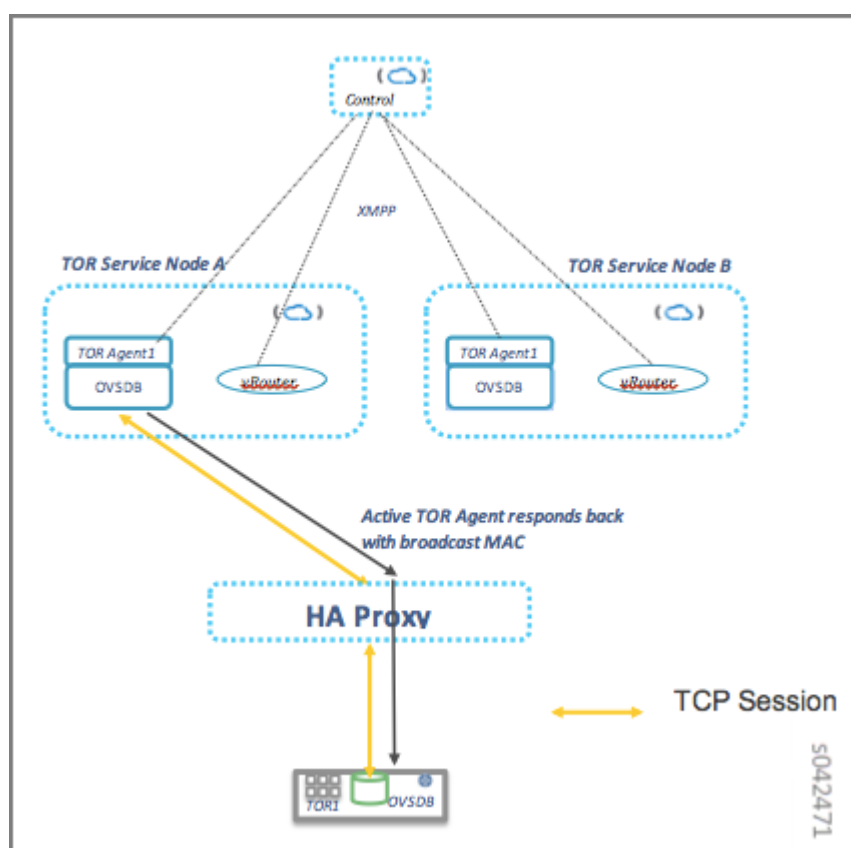 Control
XMPP
TOR Service Node A
TOR Service Node B
TOR Agent1
OVSDB
vRouter
TOR Agent1
OVSDB
vRouter
Active TOR Agent responds back
with broadcast MAC
HA Proxy
TCP Session
TOR1
OVSDB
s042471